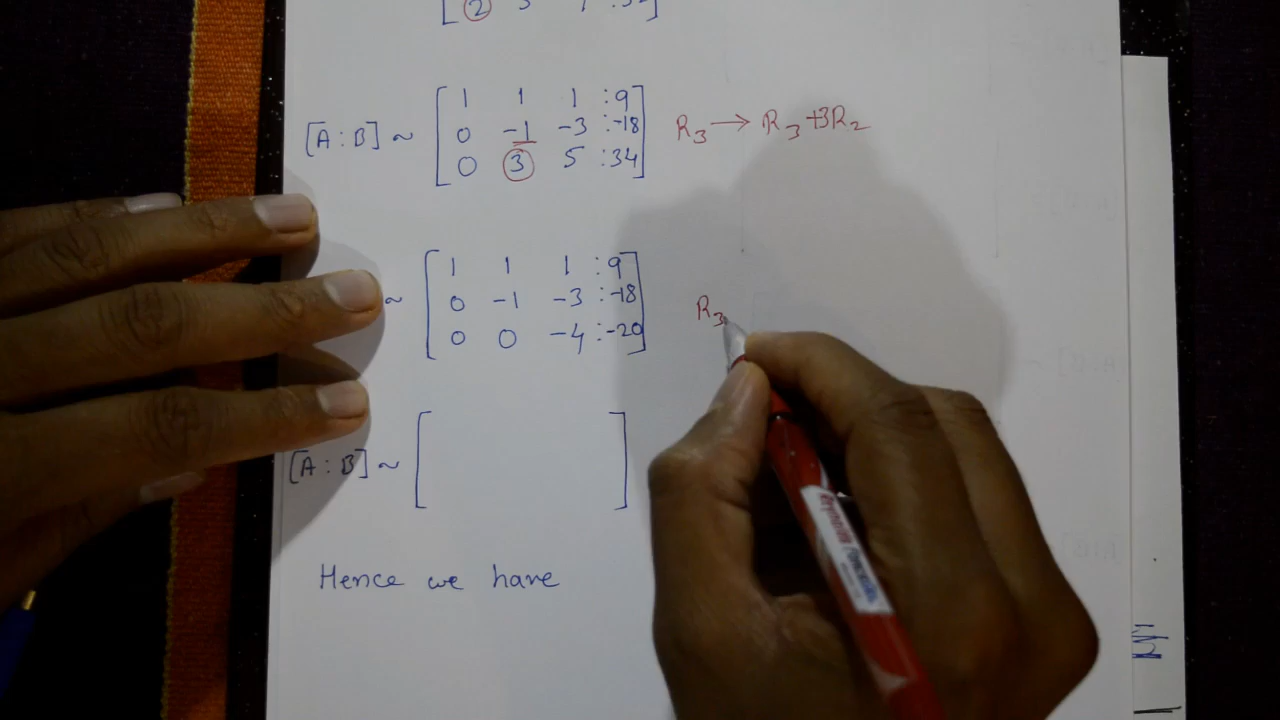 [A : B] ~ [ 1 1 1 : 9
0 -1 -3 : -18
0 3 5 : 34 ] R3 → R3 + 3R2
~ [ 1 1 1 : 9
0 -1 -3 : -18
0 0 -4 : -20 ] R3
[A : B] ~ [ ]
Hence we have
Reynolds